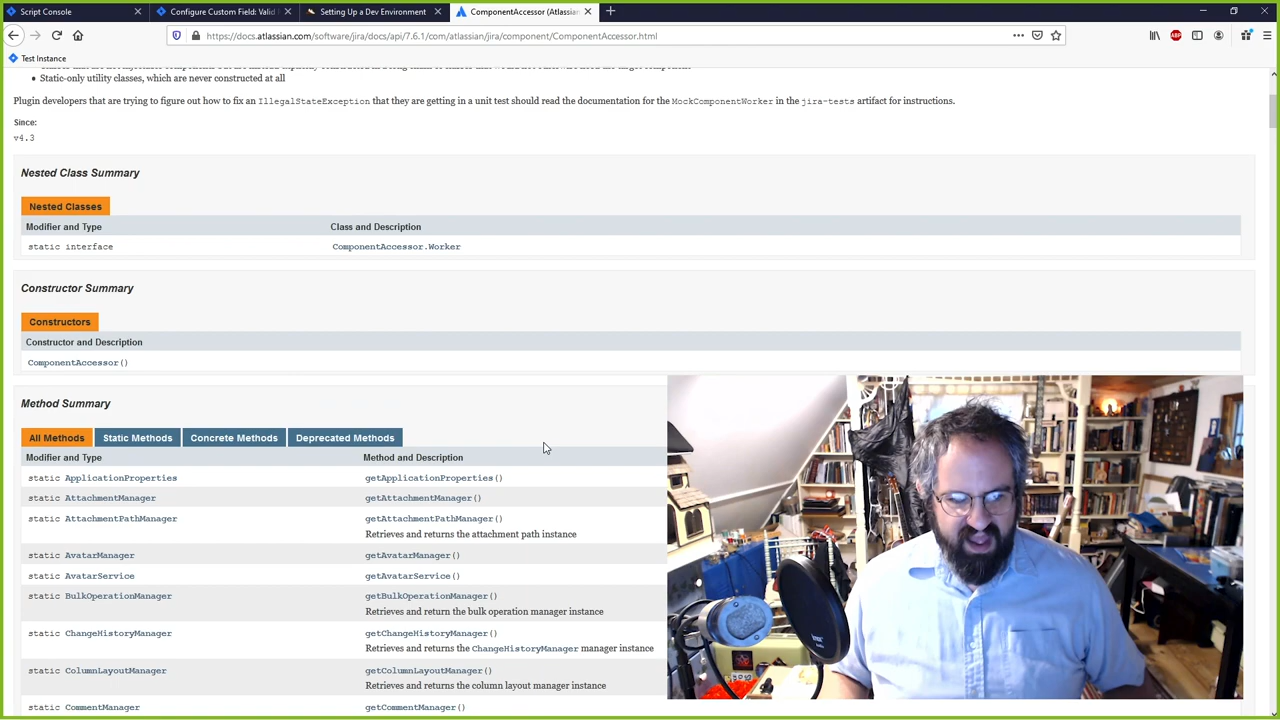 Script Console
Configure Custom Field: Valid
Setting Up a Dev Environment
ComponentAccessor (Atlassian
https://docs.atlassian.com/software/jira/docs/api/7.6.1/com/atlassian/jira/component/ComponentAccessor.html
Test Instance
Static-only utility classes, which are never constructed at all
Plugin developers that are trying to figure out how to fix an IllegalStateException that they are getting in a unit test should read the documentation for the MockComponentWorker in the jira-tests artifact for instructions.
Since:
v4.3
Nested Class Summary
Nested Classes
Modifier and Type Class and Description
static interface ComponentAccessor.Worker
Constructor Summary
Constructors
Constructor and Description
ComponentAccessor()
Method Summary
All Methods Static Methods Concrete Methods Deprecated Methods
Modifier and Type Method and Description
static ApplicationProperties getApplicationProperties()
static AttachmentManager getAttachmentManager()
static AttachmentPathManager getAttachmentPathManager()
Retrieves and returns the attachment path instance
static AvatarManager getAvatarManager()
static AvatarService getAvatarService()
static BulkOperationManager getBulkOperationManager()
Retrieves and return the bulk operation manager instance
static ChangeHistoryManager getChangeHistoryManager()
Retrieves and returns the ChangeHistoryManager manager instance
static ColumnLayoutManager getColumnLayoutManager()
Retrieves and returns the column layout manager instance
static CommentManager getCommentManager()